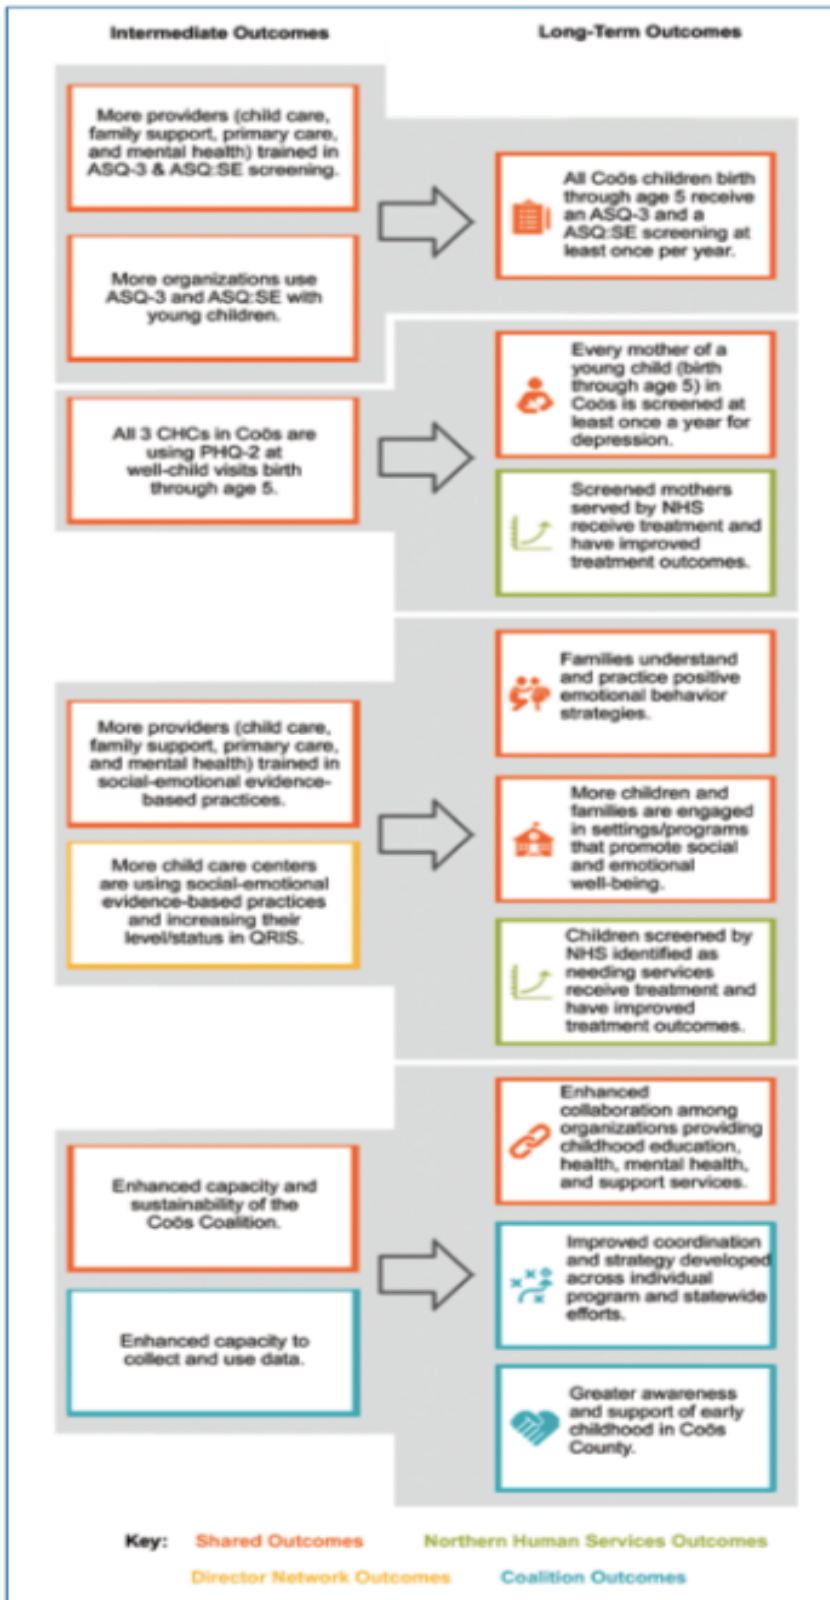 Intermediate Outcomes
Long-Term Outcomes
More providers (child care,
family support, primary care,
and mental health) trained in
ASQ-3 & ASQ:SE screening.
More organizations use
ASQ-3 and ASQ:SE with
young children.
All Coös children birth
through age 5 receive
an ASQ-3 and a
ASQ:SE screening at
least once per year.
All 3 CHCs in Coös are
using PHQ-2 at
well-child visits birth
through age 5.
Every mother of a
young child (birth
through age 5) in
Coös is screened at
least once a year for
depression.
Screened mothers
served by NHS
receive treatment and
have improved
treatment outcomes.
More providers (child care,
family support, primary care,
and mental health) trained in
social-emotional evidence-
based practices.
More child care centers
are using social-emotional
evidence-based practices
and increasing their
level/status in QRIS.
Families understand
and practice positive
emotional behavior
strategies.
More children and
families are engaged
in settings/programs
that promote social
and emotional
well-being.
Children screened by
NHS identified as
needing services
receive treatment and
have improved
treatment outcomes.
Enhanced capacity and
sustainability of the
Coös Coalition.
Enhanced capacity to
collect and use data.
Enhanced
collaboration among
organizations providing
childhood education,
health, mental health,
and support services.
Improved coordination
and strategy developed
across individual
program and statewide
efforts.
Greater awareness
and support of early
childhood in Coös
County.
Key: Shared Outcomes Northern Human Services Outcomes
Director Network Outcomes Coalition Outcomes